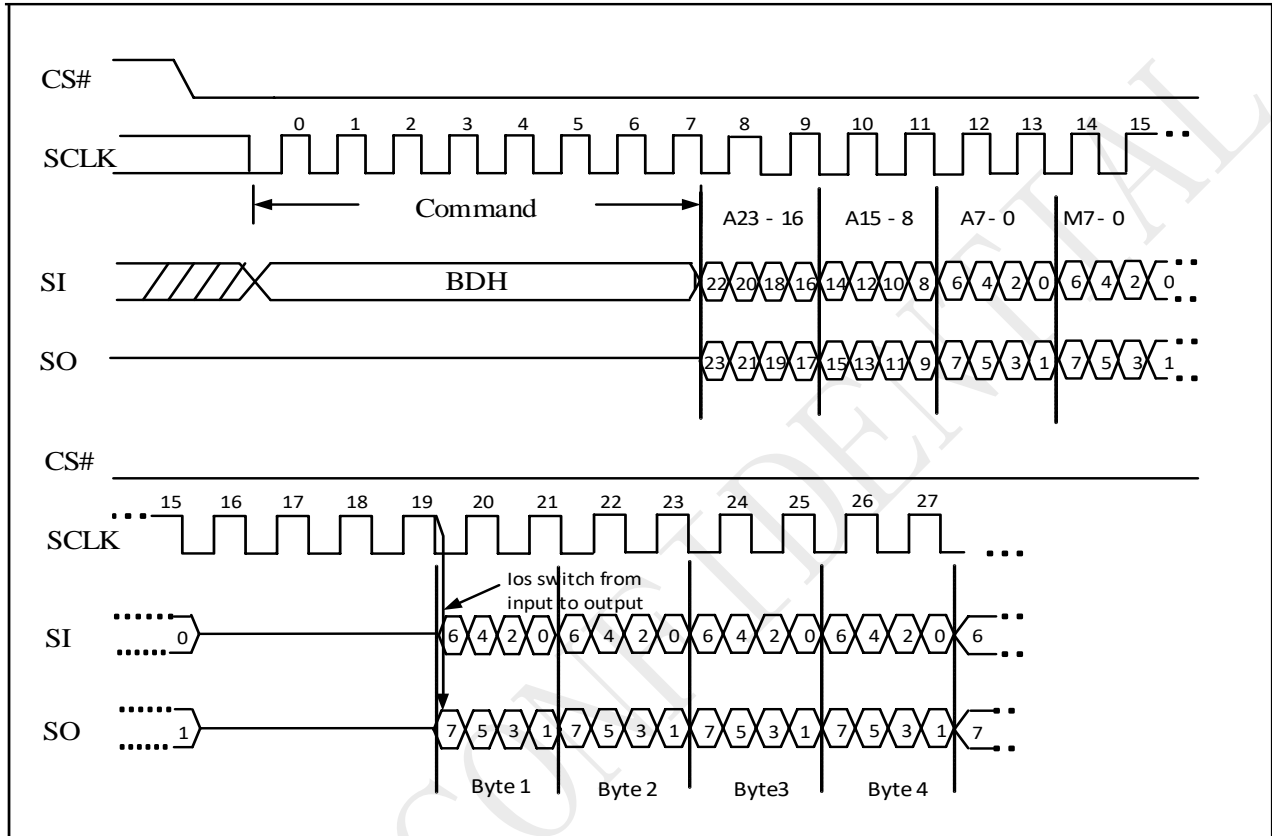 CS#
0 1 2 3 4 5 6 7 8 9 10 11 12 13 14 15
SCLK
Command
A23 - 16 A15 - 8 A7 - 0 M7 - 0
SI
BDH
22 20 18 16 14 12 10 8 6 4 2 0 6 4 2 0
SO
23 21 19 17 15 13 11 9 7 5 3 1 7 5 3 1
CS#
15 16 17 18 19 20 21 22 23 24 25 26 27
SCLK
Ios switch from
input to output
SI
0 6 4 2 0 6 4 2 0 6 4 2 0 6 4 2 0 6
SO
1 7 5 3 1 7 5 3 1 7 5 3 1 7 5 3 1 7
Byte 1 Byte 2 Byte3 Byte 4
CONFIDENTIAL